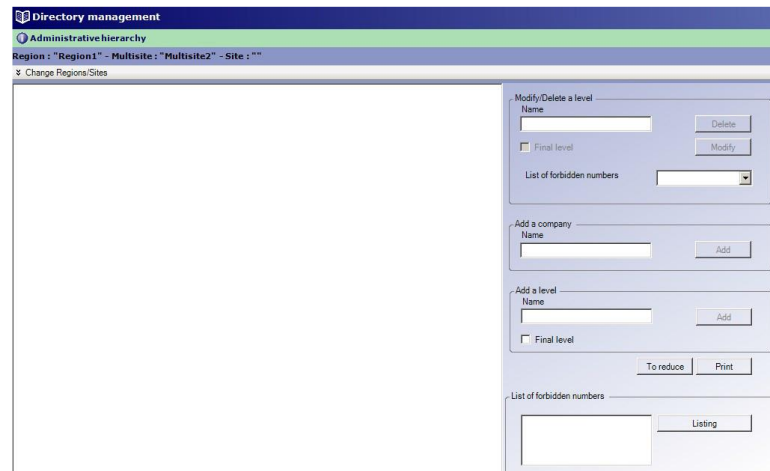 Directory management
Administrative hierarchy
Region : "Region1" - Multisite : "Multisite2" - Site : ""
Change Regions/Sites
Modify/Delete a level
Name
Delete
Final level
Modify
List of forbidden numbers
Add a company
Name
Add
Add a level
Name
Add
Final level
To reduce
Print
List of forbidden numbers
Listing